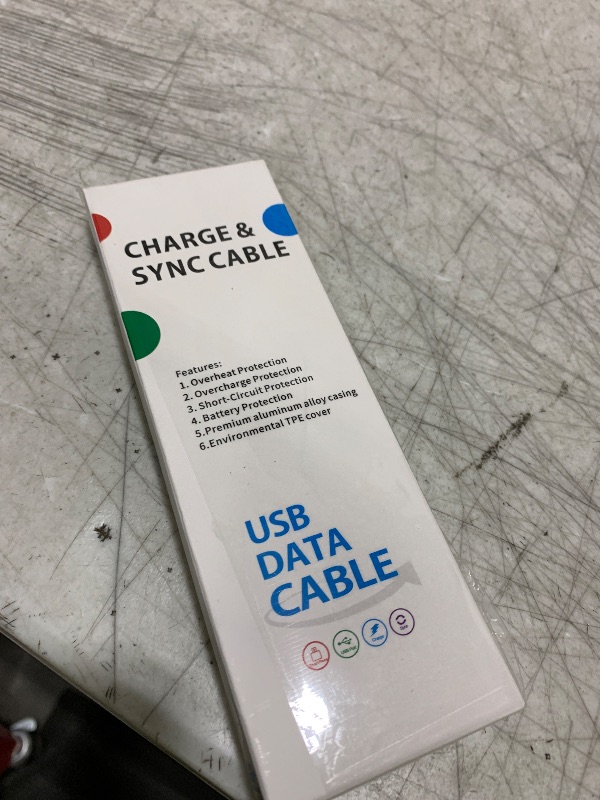 CHARGE &
SYNC CABLE
Features:
1. Overheat Protection
2. Overcharge Protection
3. Short-Circuit Protection
4. Battery Protection
5.Premium aluminum alloy casing
6.Environmental TPE cover
USB
DATA
CABLE